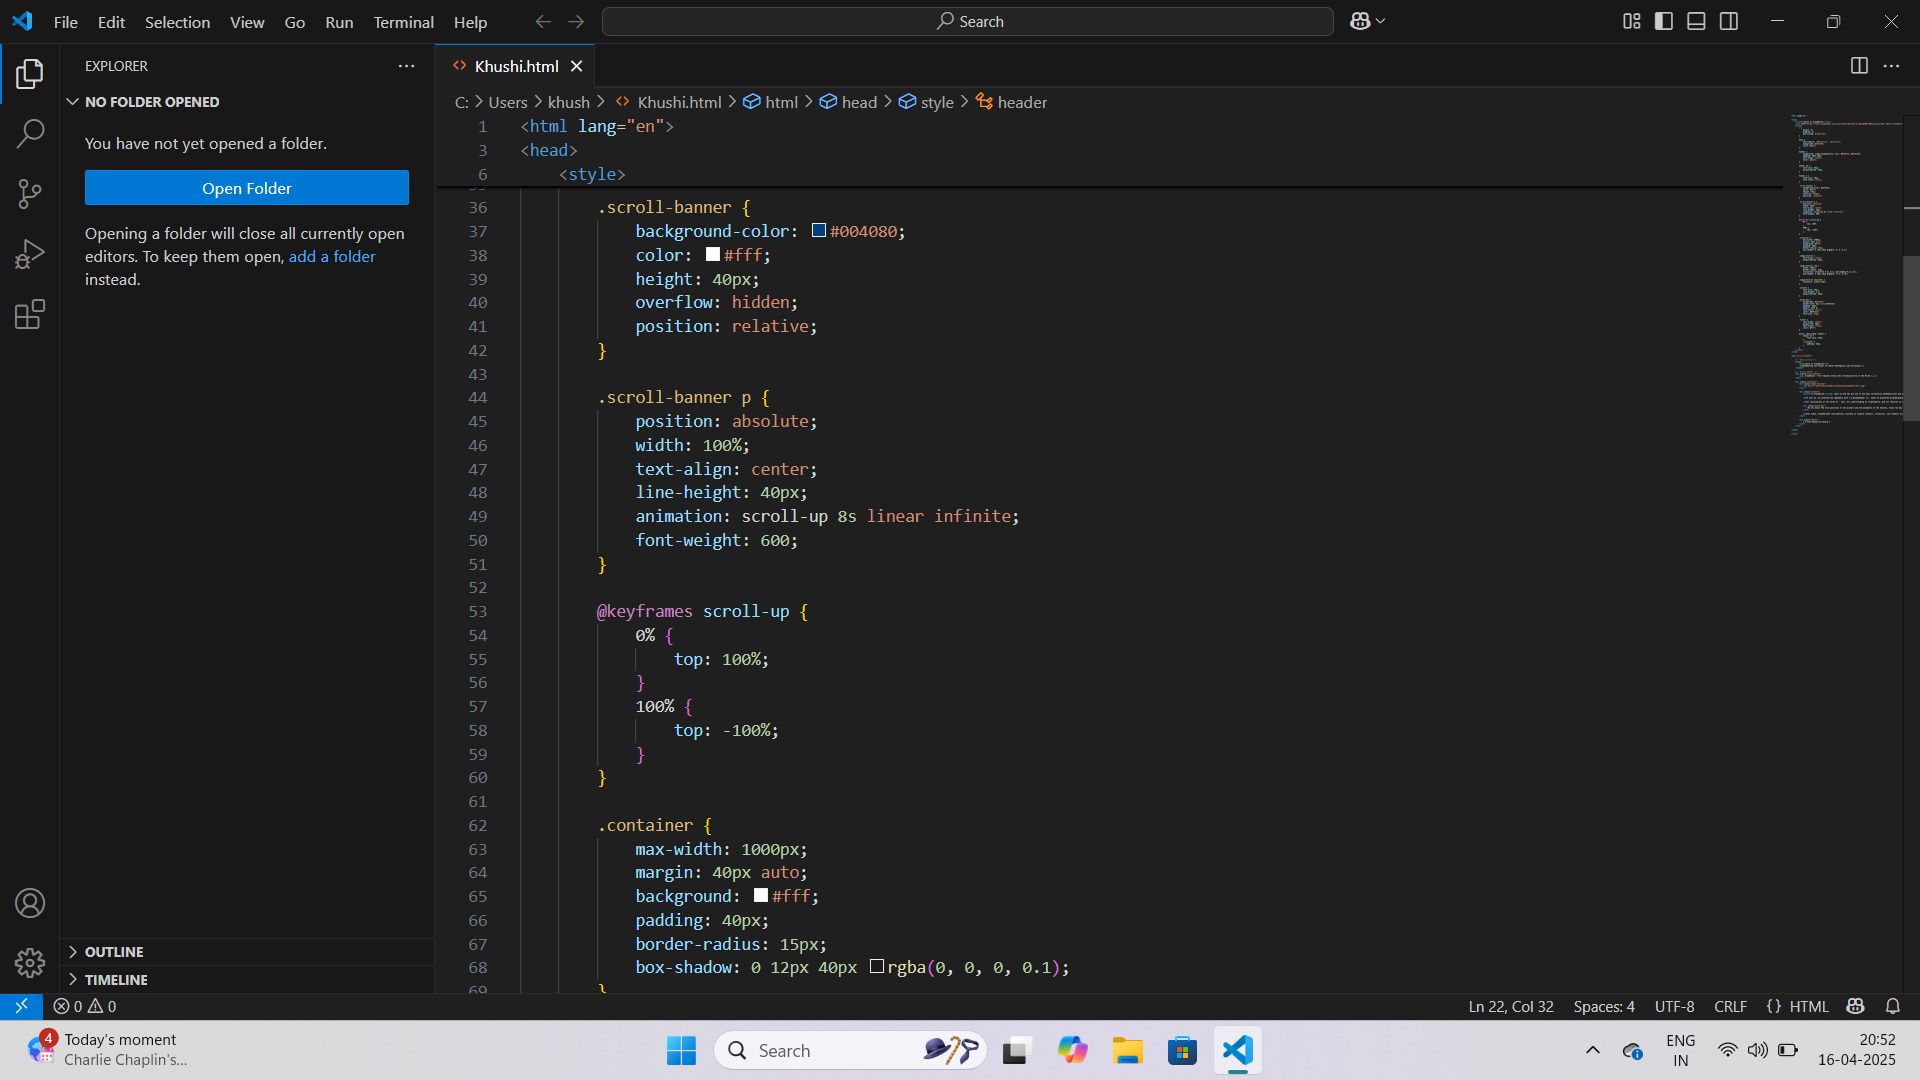 File Edit Selection View Go Run Terminal Help
Search
EXPLORER
NO FOLDER OPENED
You have not yet opened a folder.
Open Folder
Opening a folder will close all currently open
editors. To keep them open, add a folder
instead.
OUTLINE
TIMELINE
Khushi.html
C: > Users > khush > Khushi.html > html > head > style > header
1 <html lang="en">
3 <head>
6 <style>
36 .scroll-banner {
37 background-color: #004080;
38 color: #fff;
39 height: 40px;
40 overflow: hidden;
41 position: relative;
42 }
43
44 .scroll-banner p {
45 position: absolute;
46 width: 100%;
47 text-align: center;
48 line-height: 40px;
49 animation: scroll-up 8s linear infinite;
50 font-weight: 600;
51 }
52
53 @keyframes scroll-up {
54 0% {
55 top: 100%;
56 }
57 100% {
58 top: -100%;
59 }
60 }
61
62 .container {
63 max-width: 1000px;
64 margin: 40px auto;
65 background: #fff;
66 padding: 40px;
67 border-radius: 15px;
68 box-shadow: 0 12px 40px rgba(0, 0, 0, 0.1);
69 }
0 0
Ln 22, Col 32 Spaces: 4 UTF-8 CRLF {} HTML
4
Today's moment
Charlie Chaplin's...
Search
ENG
IN
20:52
16-04-2025